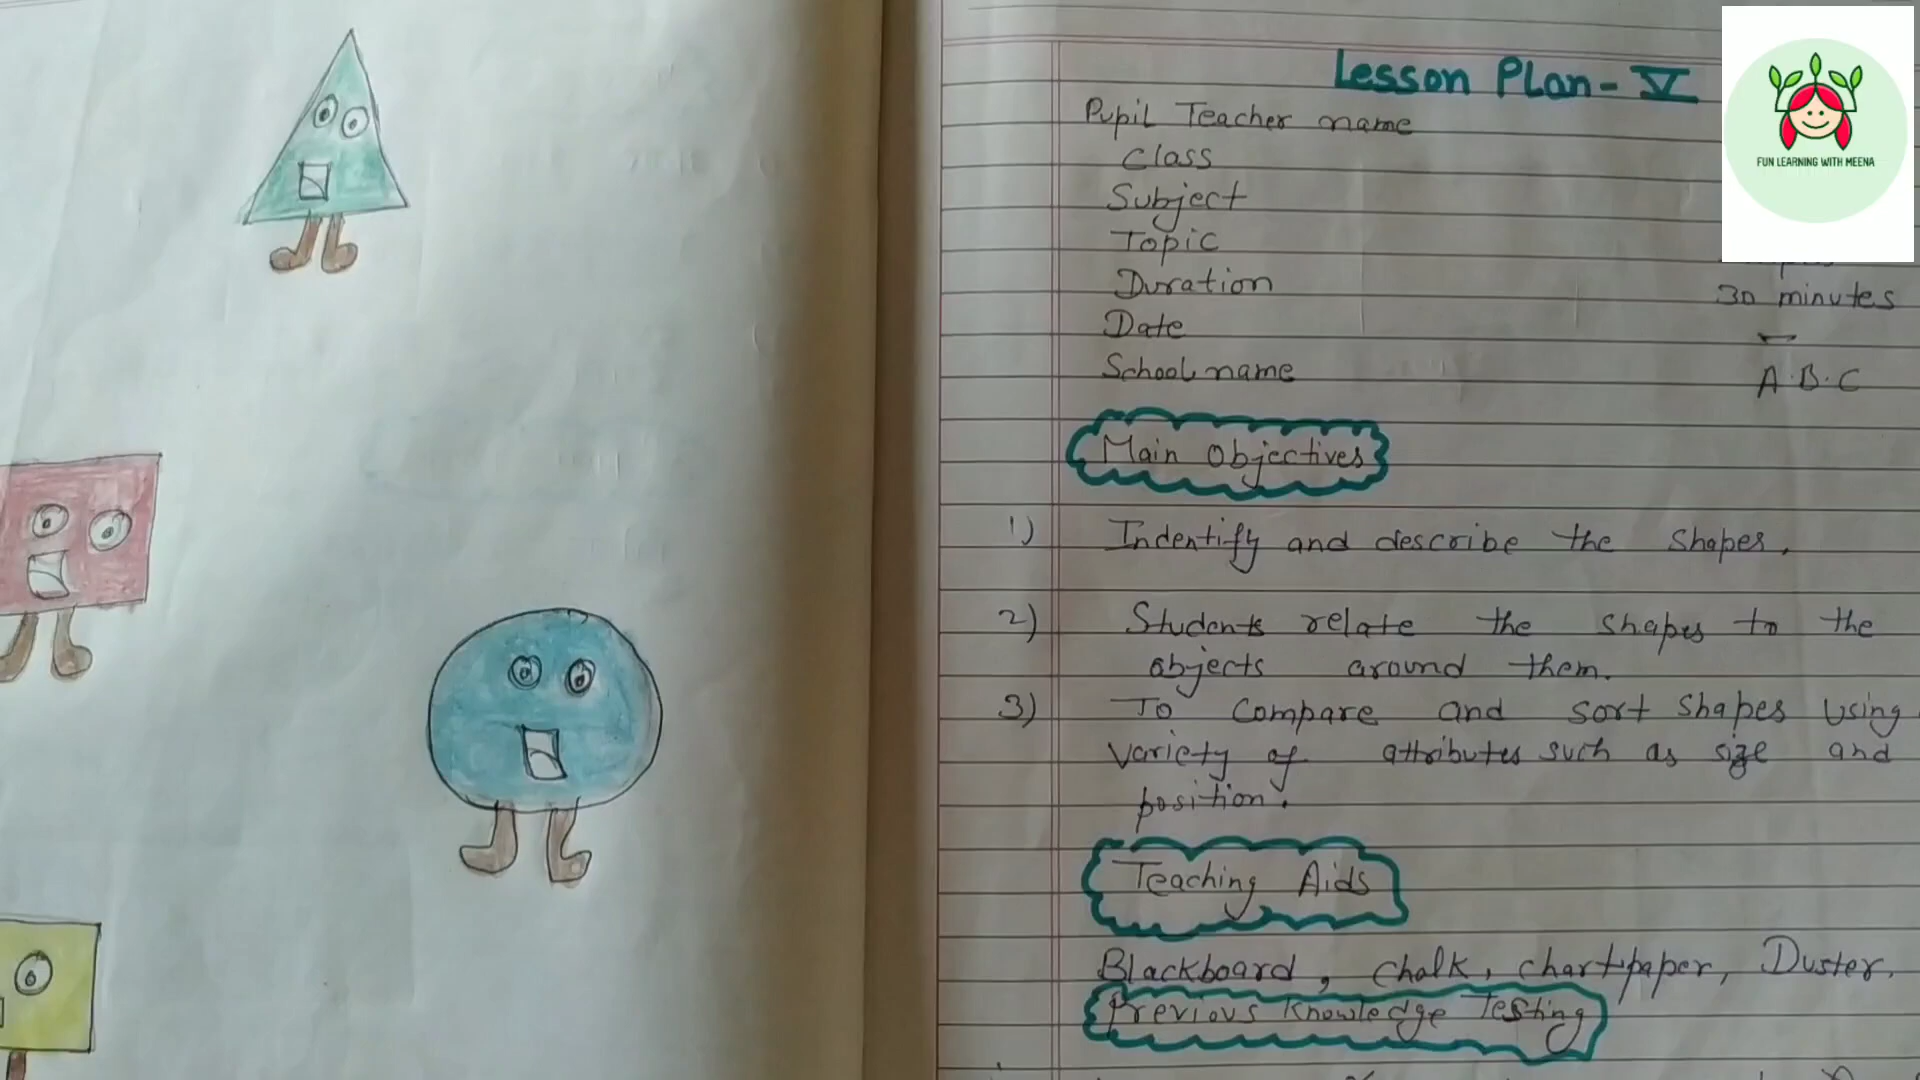 Lesson Plan - V
Pupil Teacher name
Class
Subject
Topic
Duration 30 minutes
Date —
School name A.B.C
Main Objectives
1) Indentify and describe the shapes.
2) Students relate the shapes to the
objects around them.
3) To compare and sort shapes using
variety of attributes such as size and
position.
Teaching Aids
Blackboard, chalk, chartpaper, Duster.
Previous knowledge Testing
FUN LEARNING WITH MEENA